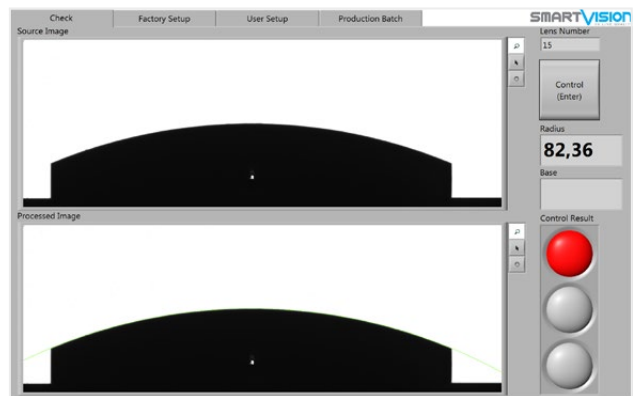 Check
Factory Setup
User Setup
Production Batch
SMARTVISION
Source Image
Lens Number
15
Control
(Enter)
Radius
82,36
Base
Processed Image
Control Result